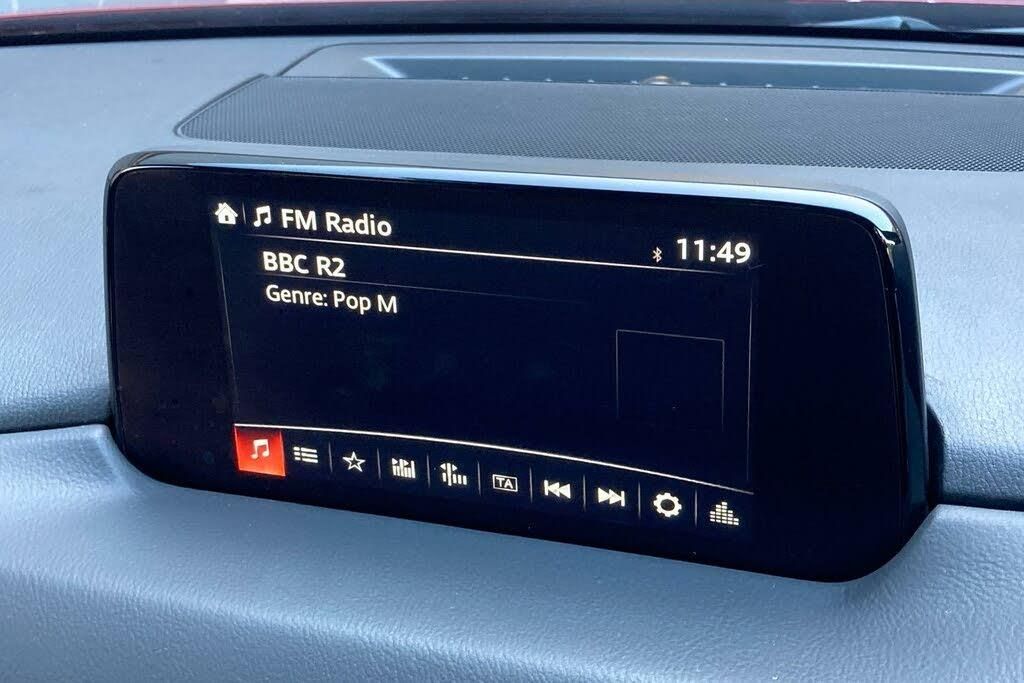 FM Radio
11:49
BBC R2
Genre: Pop M
TA